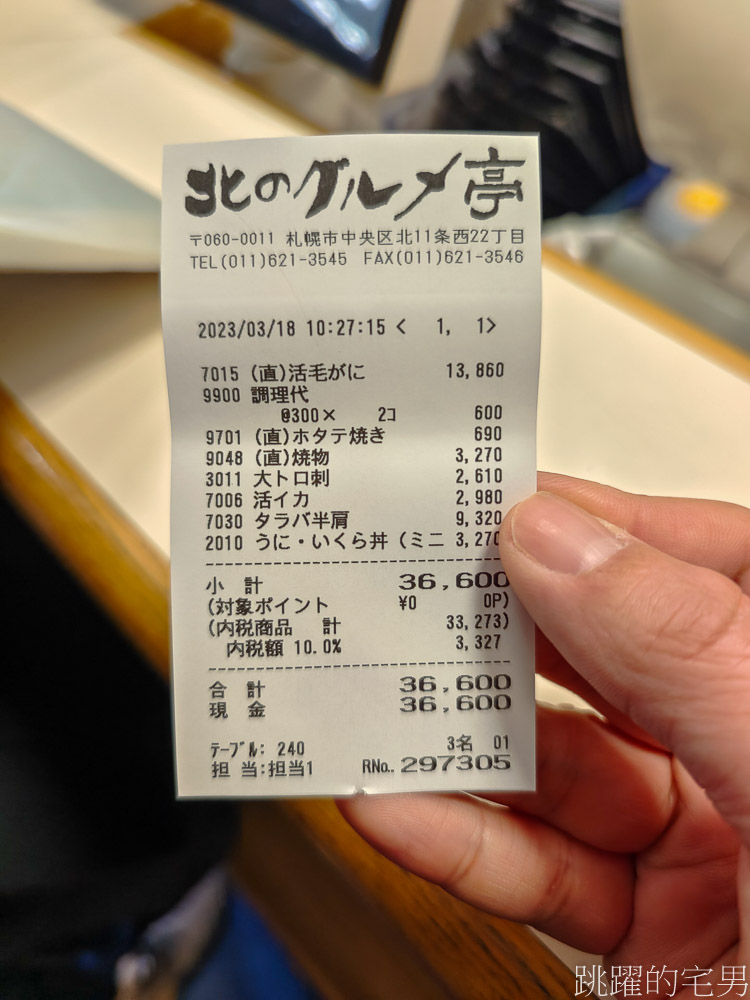 北のグルメ亭
〒060-0011 札幌市中央区北11条西22丁目
TEL(011)621-3545 FAX(011)621-3546
2023/03/18 10:27:15 < 1, 1>
7015 (直)活毛がに 13,860
9900 調理代
@300× 2コ 600
9701 (直)ホタテ焼き 690
9048 (直)焼物 3,270
3011 大トロ刺 2,610
7006 活イカ 2,980
7030 タラバ半肩 9,320
2010 うに・いくら丼(ミニ 3,270
小 計 36,600
(対象ポイント ¥0 0P)
(内税商品 計 33,273)
内税額 10.0% 3,327
合 計 36,600
現 金 36,600
テーブル: 240 3名 01
担 当:担当1 RNo. 297305
跳躍的宅男